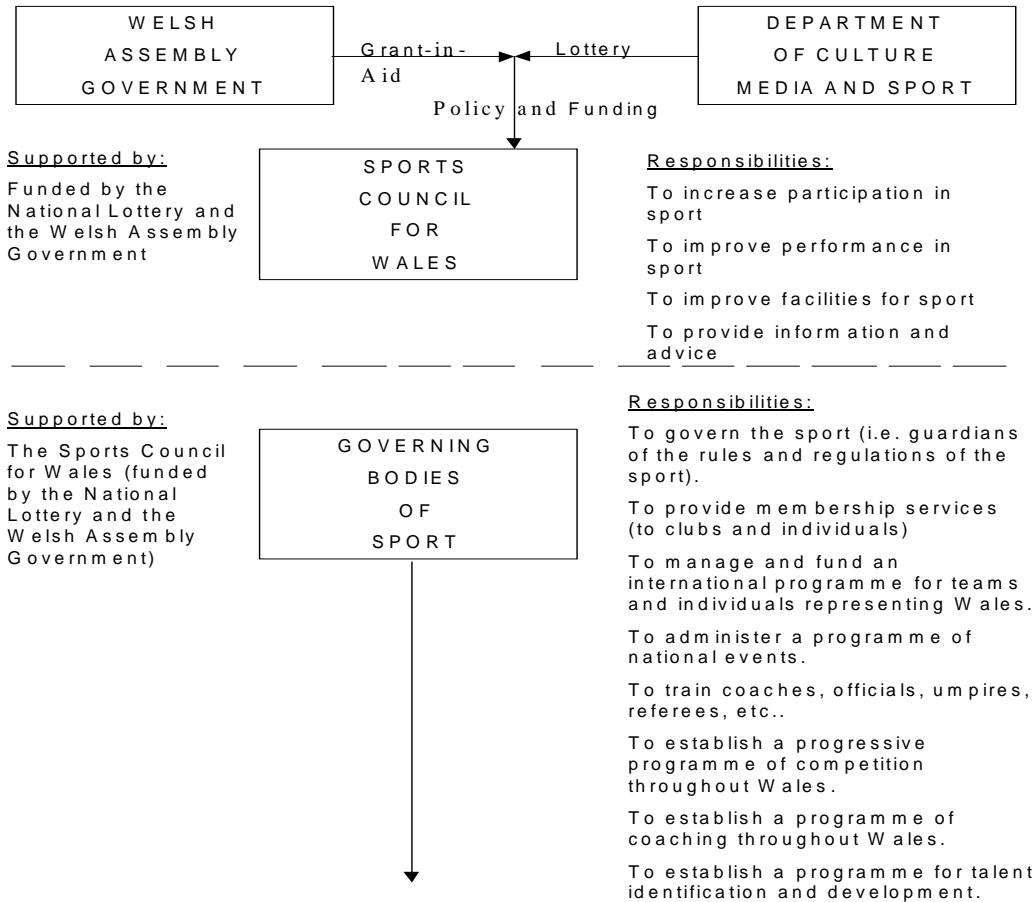 WELSH
ASSEMBLY
GOVERNMENT
Grant-in-
Aid
Lottery
DEPARTMENT
OF CULTURE
MEDIA AND SPORT
Policy and Funding
Supported by:
Funded by the
National Lottery and
the Welsh Assembly
Government
SPORTS
COUNCIL
FOR
WALES
Responsibilities:
To increase participation in
sport
To improve performance in
sport
To improve facilities for sport
To provide information and
advice
Supported by:
The Sports Council
for Wales (funded
by the National
Lottery and the
Welsh Assembly
Government)
GOVERNING
BODIES
OF
SPORT
Responsibilities:
To govern the sport (i.e. guardians
of the rules and regulations of the
sport).
To provide membership services
(to clubs and individuals)
To manage and fund an
international programme for teams
and individuals representing Wales.
To administer a programme of
national events.
To train coaches, officials, umpires,
referees, etc..
To establish a progressive
programme of competition
throughout Wales.
To establish a programme of
coaching throughout Wales.
To establish a programme for talent
identification and development.